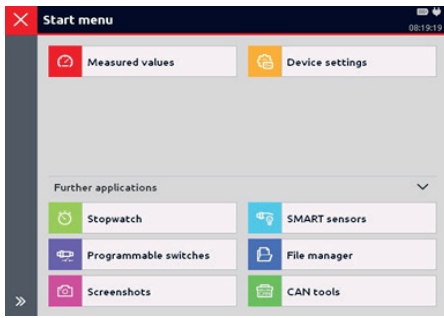 Start menu
08:19:19
Measured values
Device settings
Further applications
Stopwatch
SMART sensors
Programmable switches
File manager
Screenshots
CAN tools